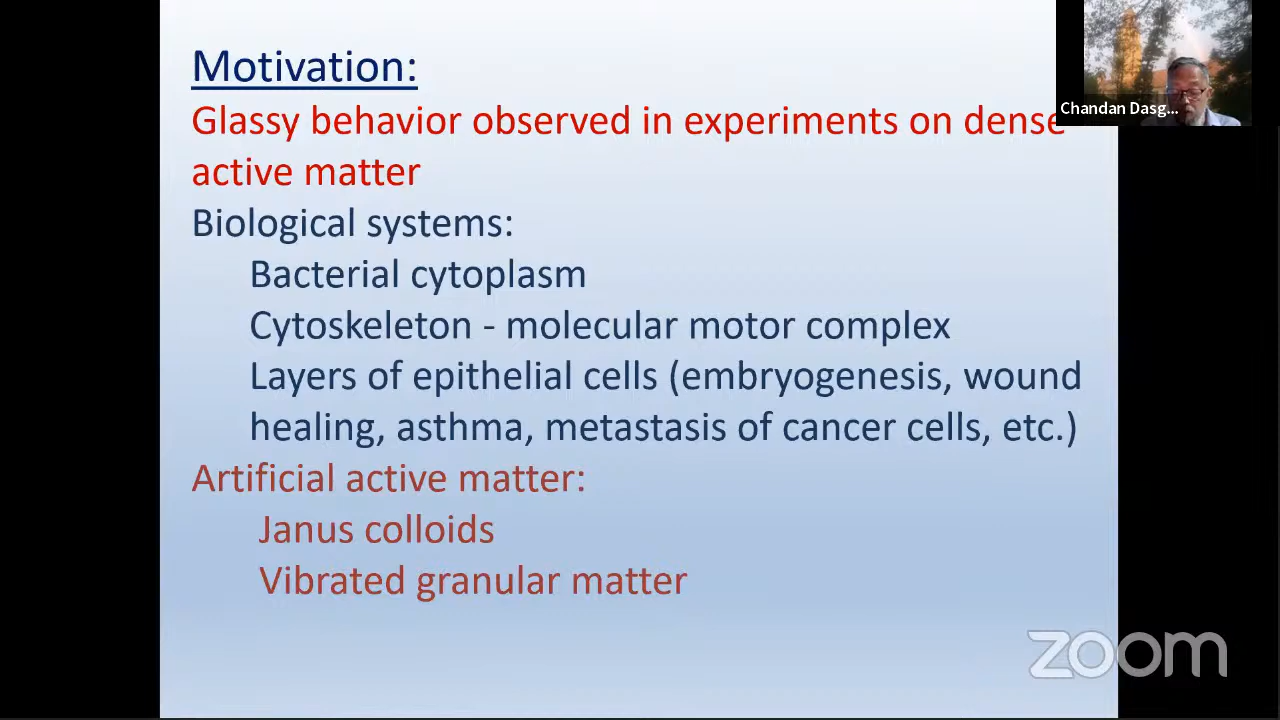 Motivation:
Glassy behavior observed in experiments on dense
active matter
Biological systems:
Bacterial cytoplasm
Cytoskeleton - molecular motor complex
Layers of epithelial cells (embryogenesis, wound
healing, asthma, metastasis of cancer cells, etc.)
Artificial active matter:
Janus colloids
Vibrated granular matter
Chandan Dasg...
zoom